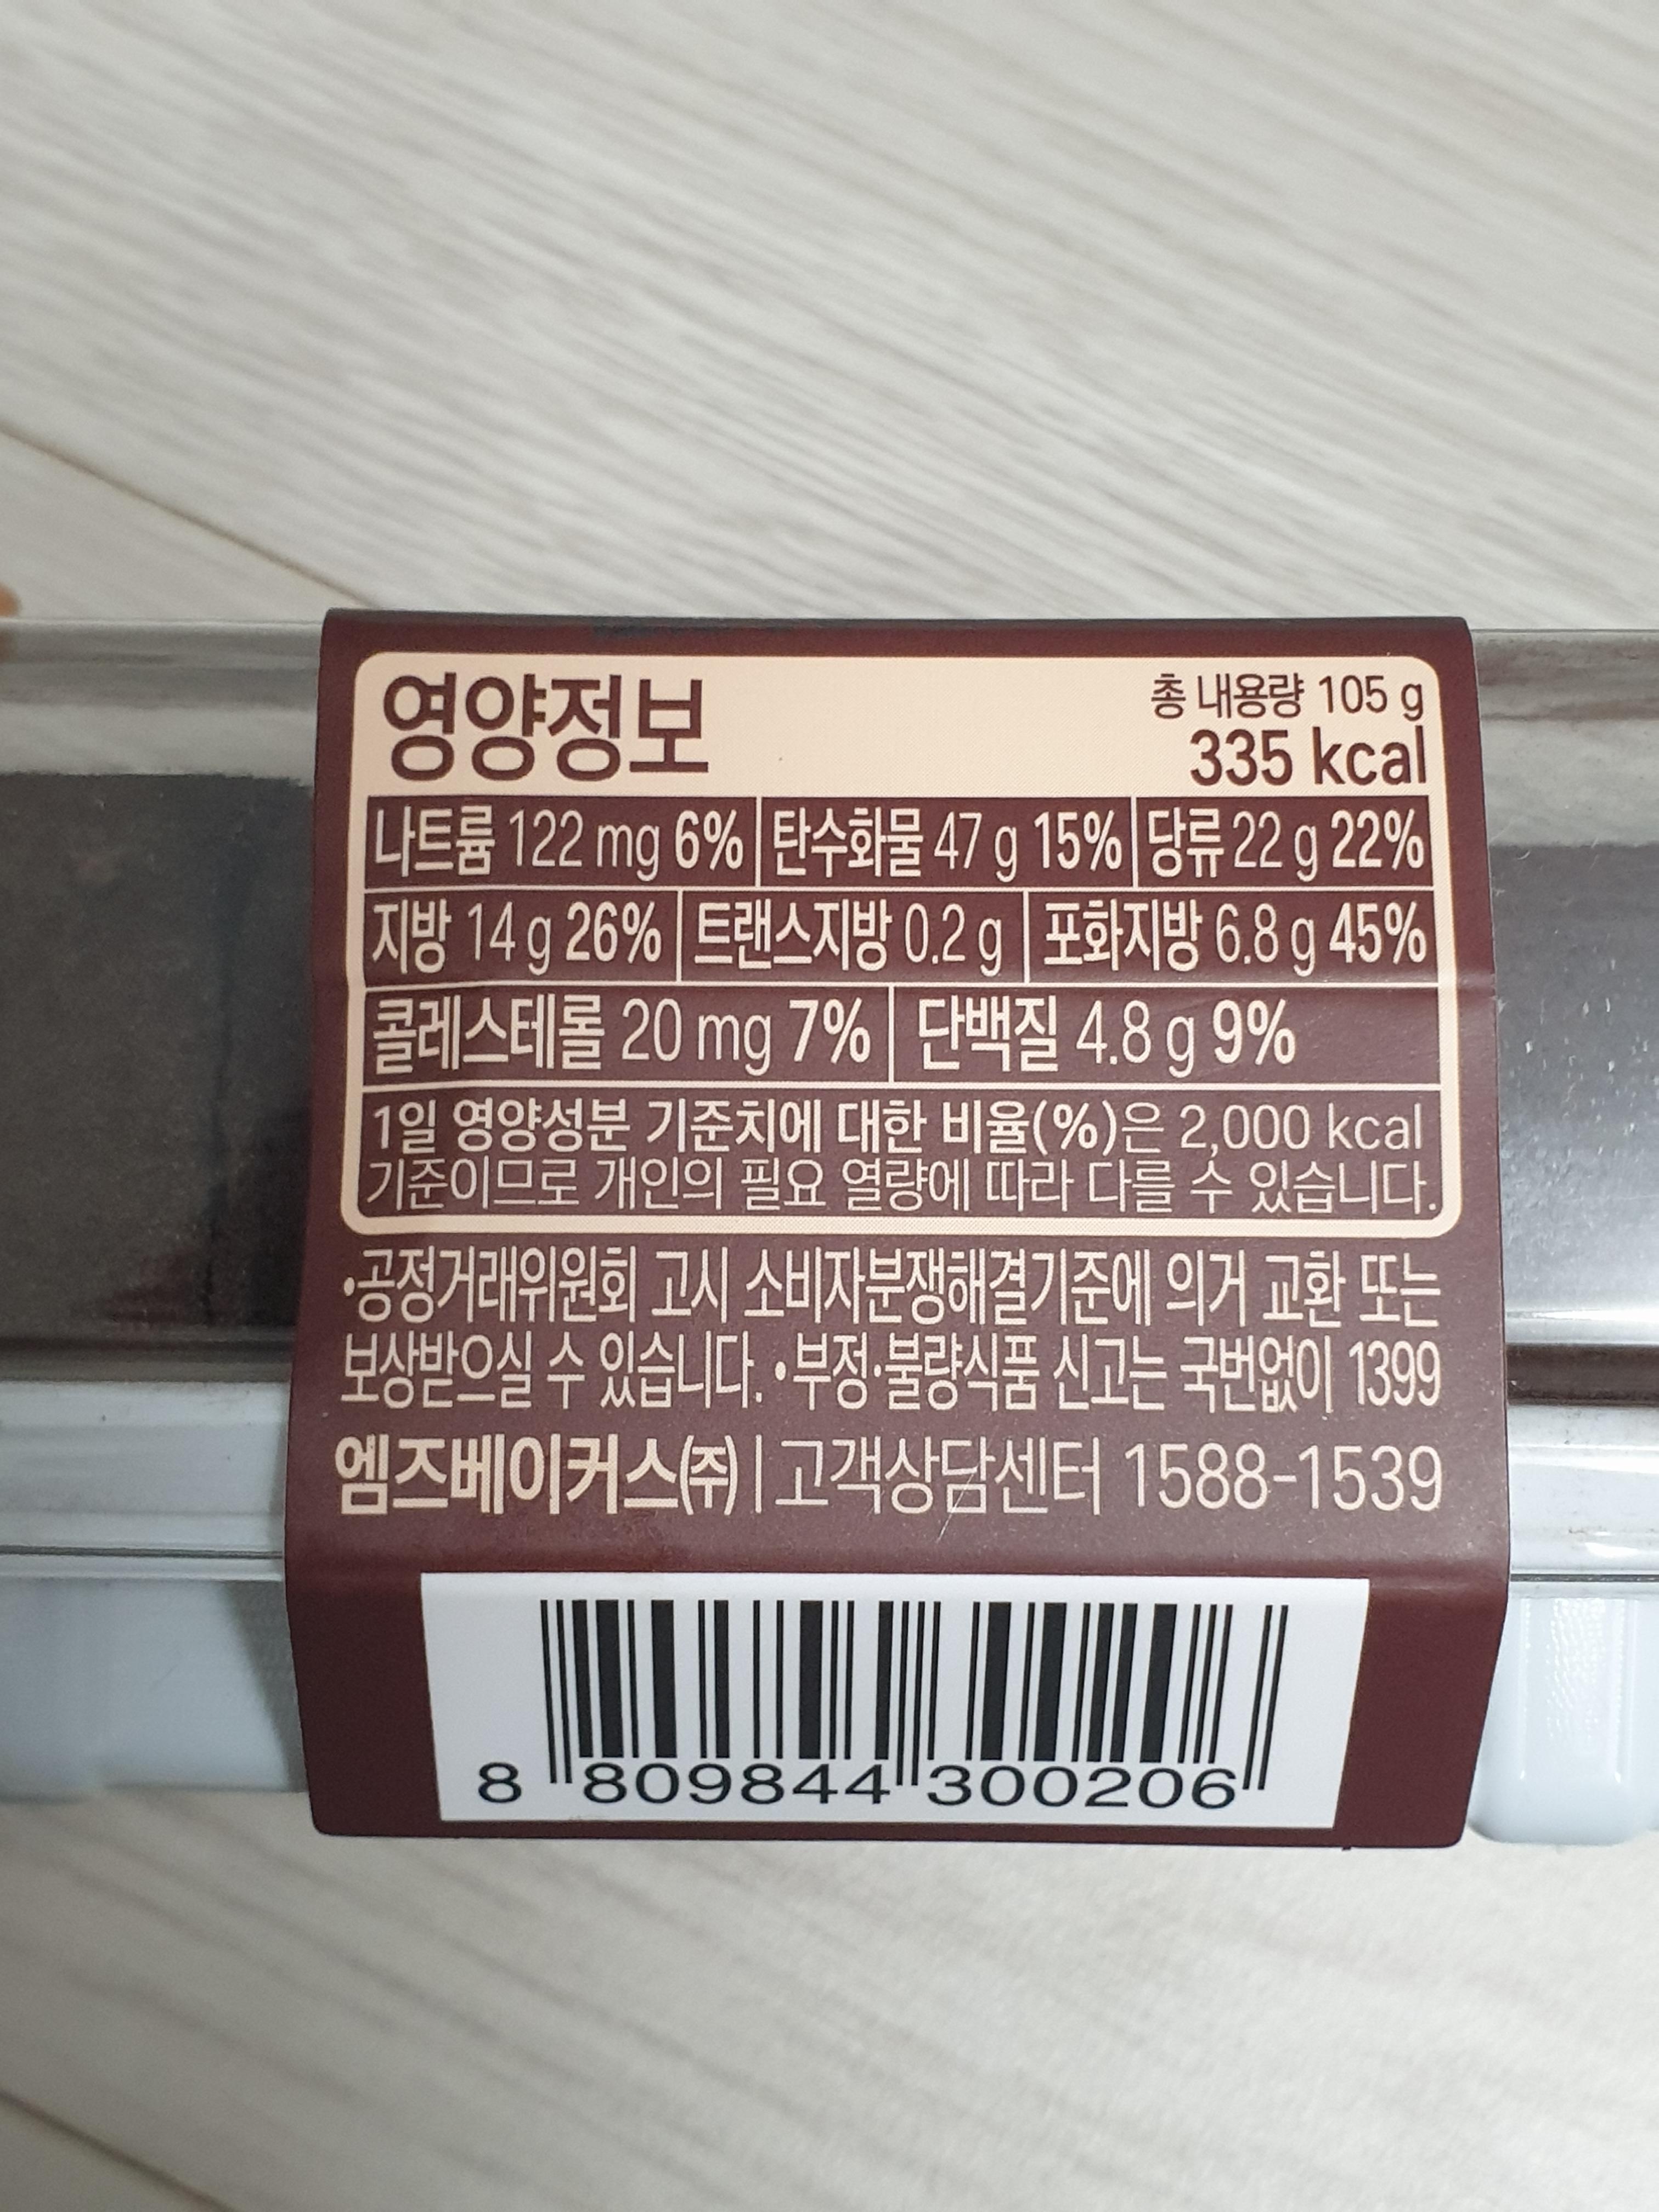 영양정보
총 내용량 105 g
335 kcal
나트륨 122 mg 6% 탄수화물 47 g 15% 당류 22 g 22%
지방 14 g 26% 트랜스지방 0.2 g 포화지방 6.8 g 45%
콜레스테롤 20 mg 7% 단백질 4.8 g 9%
1일 영양성분 기준치에 대한 비율(%)은 2,000 kcal
기준이므로 개인의 필요 열량에 따라 다를 수 있습니다.
•공정거래위원회 고시 소비자분쟁해결기준에 의거 교환 또는
보상받으실 수 있습니다. •부정·불량식품 신고는 국번없이 1399
엠즈베이커스㈜ | 고객상담센터 1588-1539
8 809844 300206